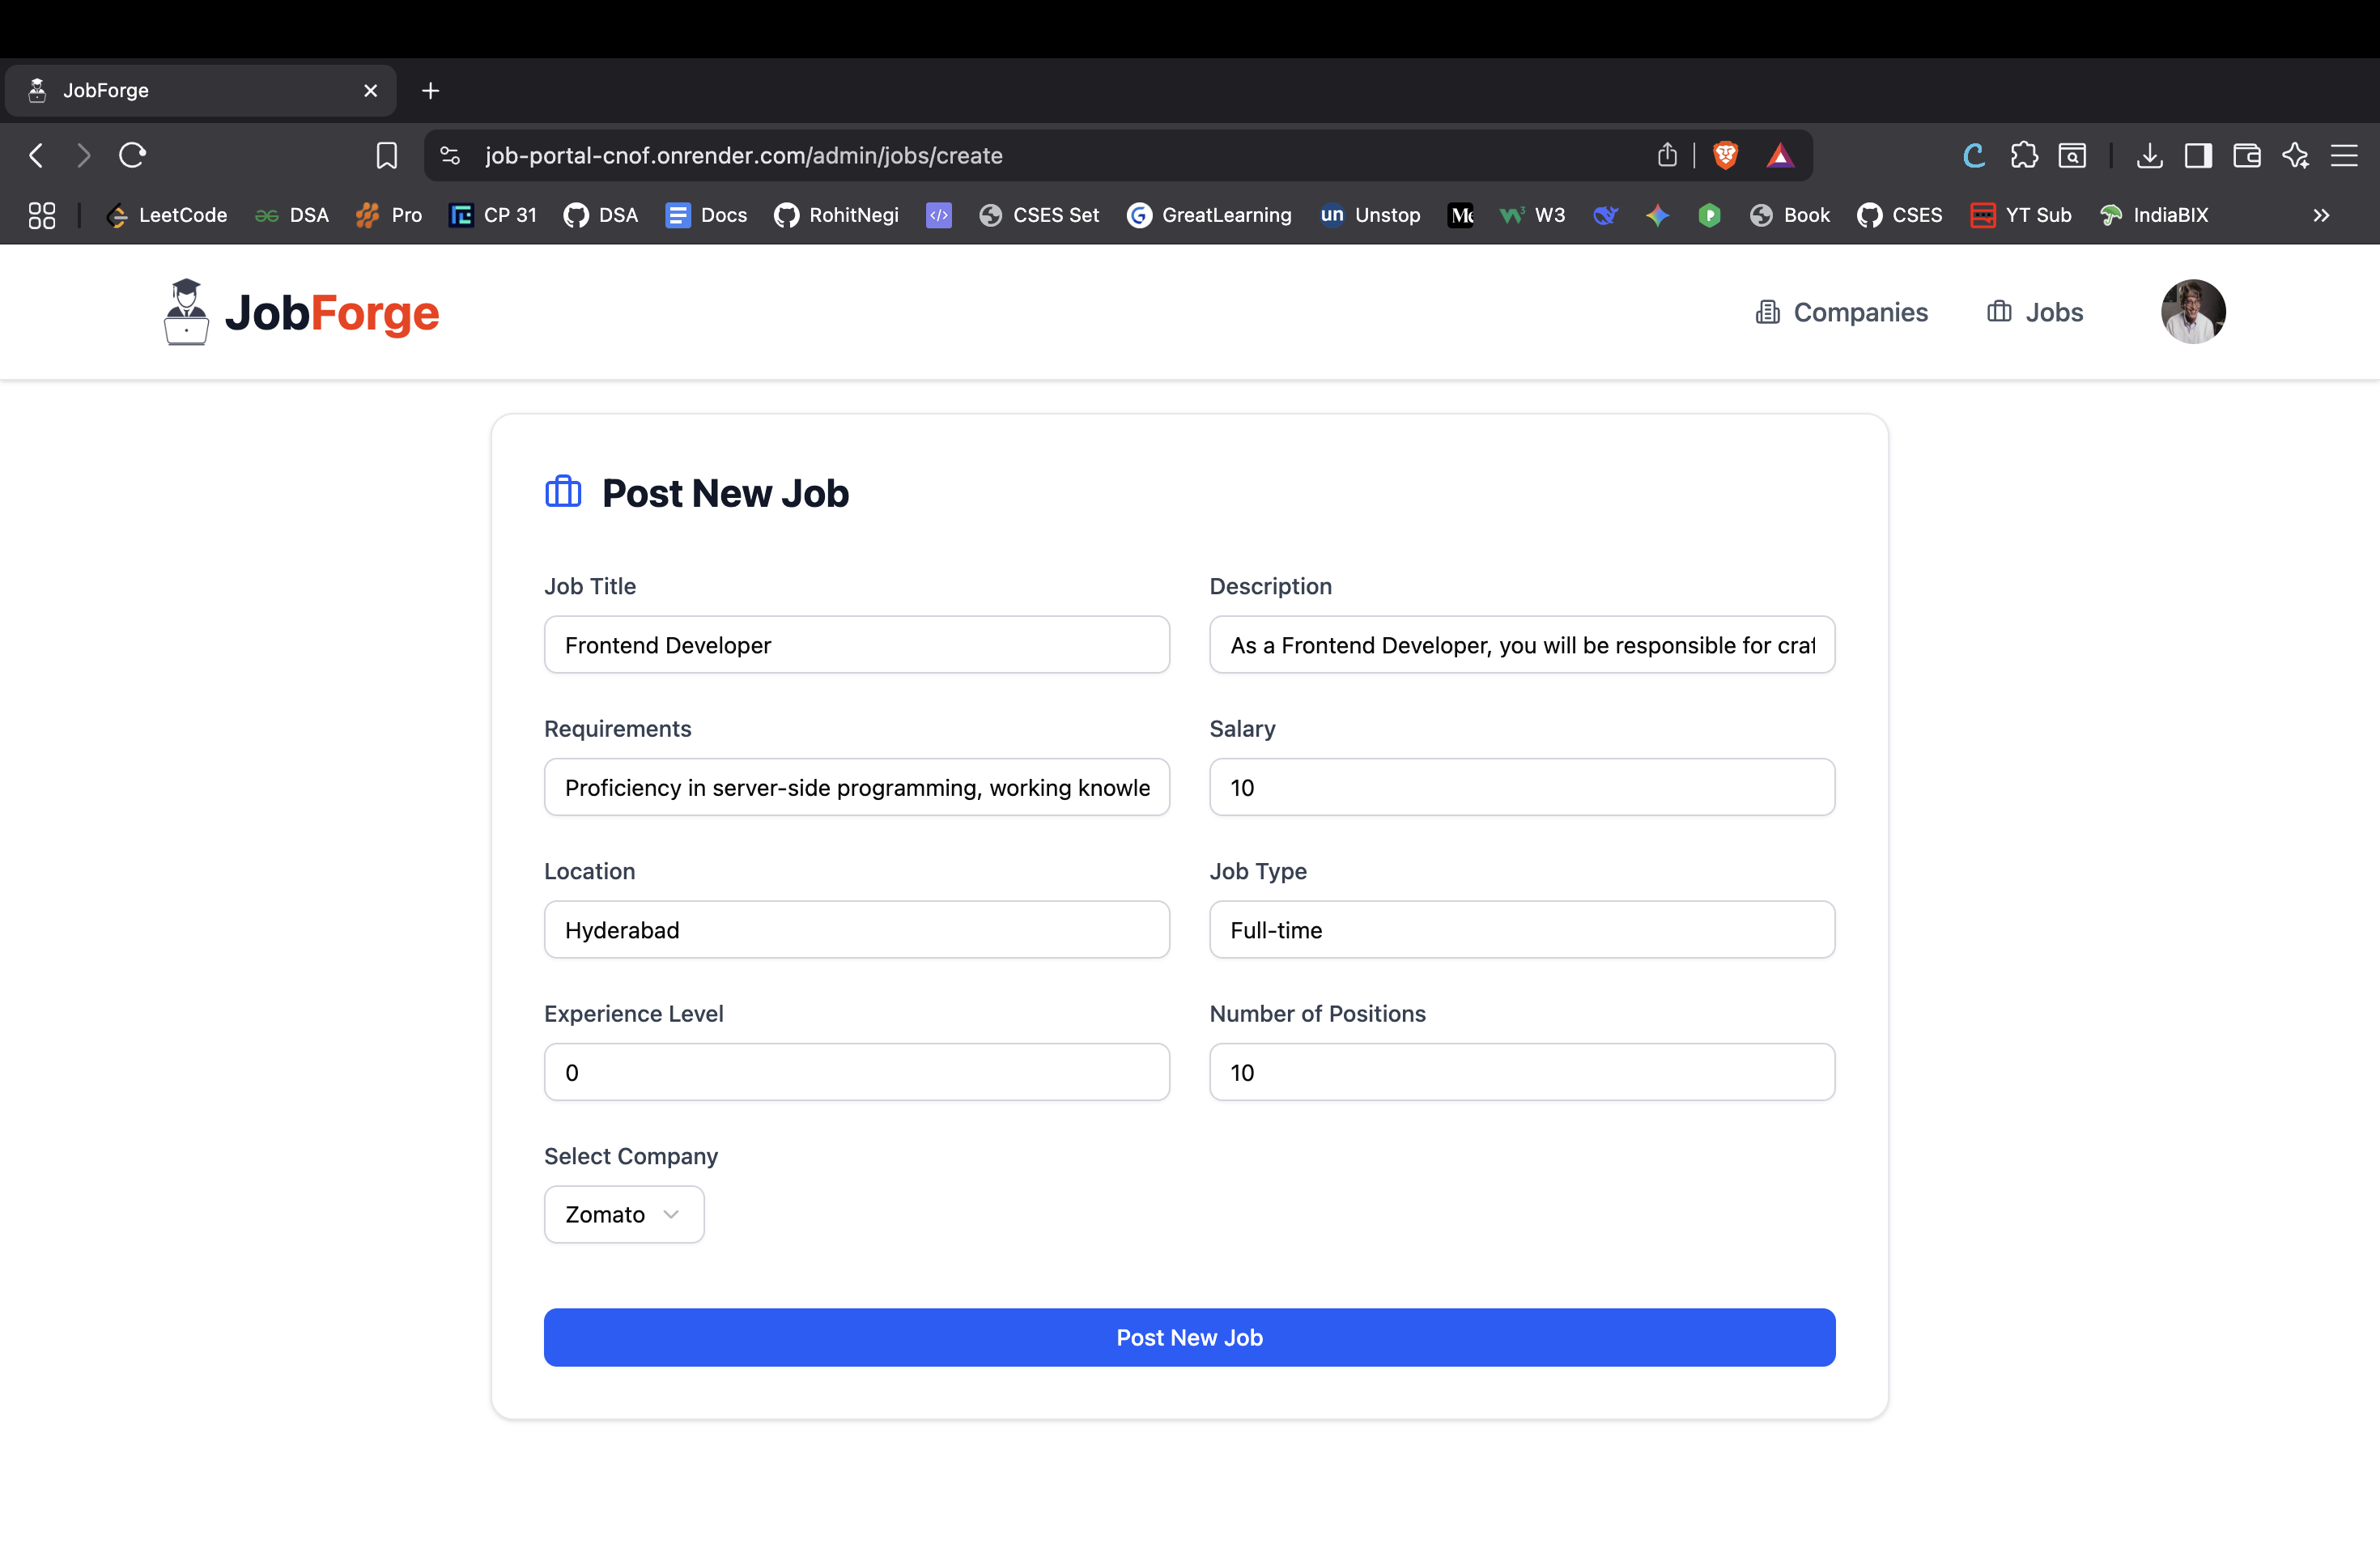 JobForge
job-portal-cnof.onrender.com/admin/jobs/create
LeetCode DSA Pro CP 31 DSA Docs RohitNegi CSES Set GreatLearning un Unstop W3 Book CSES YT Sub IndiaBIX
JobForge Companies Jobs
Post New Job
Job Title Description
Frontend Developer As a Frontend Developer, you will be responsible for
Requirements Salary
Proficiency in server-side programming, working 10
Location Job Type
Hyderabad Full-time
Experience Level Number of Positions
0 10
Select Company
Zomato
Post New Job